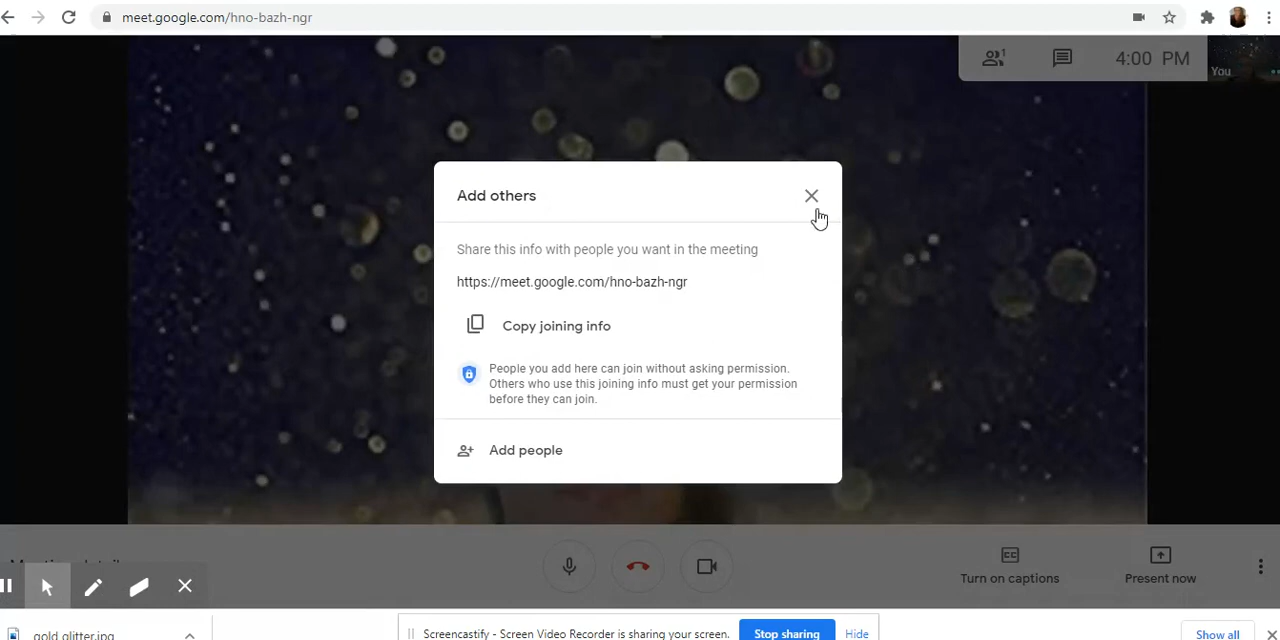 meet.google.com/hno-bazh-ngr
1
4:00 PM
You
Add others
Share this info with people you want in the meeting
https://meet.google.com/hno-bazh-ngr
Copy joining info
People you add here can join without asking permission.
Others who use this joining info must get your permission
before they can join.
Add people
CC
Turn on captions
Present now
gold glitter.jpg
Screencastify - Screen Video Recorder is sharing your screen.
Stop sharing
Hide
Show all